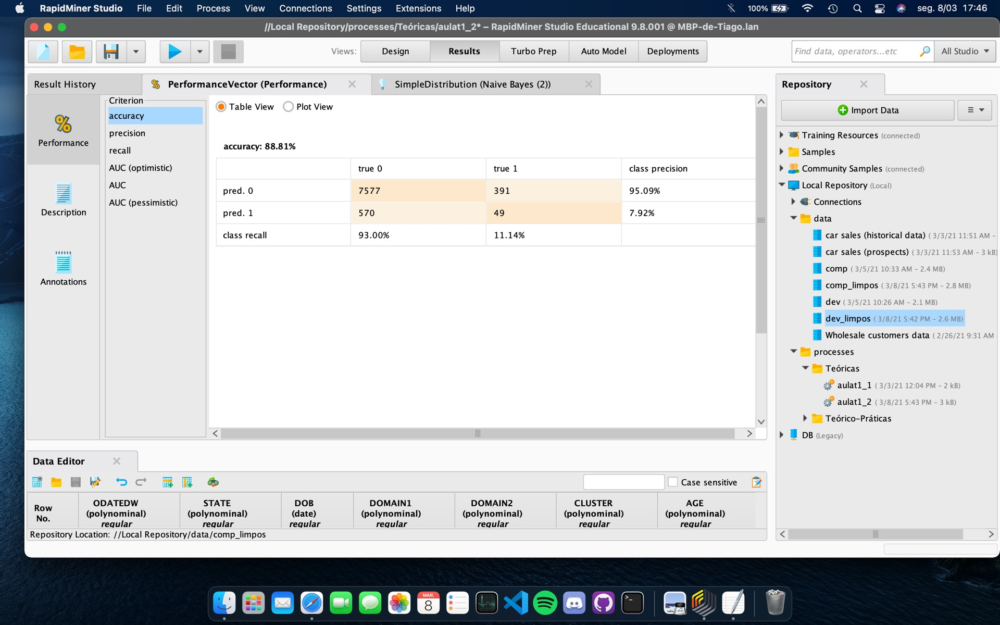 RapidMiner Studio File Edit Process View Connections Settings Extensions Help 100% seg. 8/03 17:46
//Local Repository/processes/Teóricas/aulat1_2* – RapidMiner Studio Educational 9.8.001 @ MBP-de-Tiago.lan
Views: Design Results Turbo Prep Auto Model Deployments Find data, operators...etc All Studio
Result History % PerformanceVector (Performance) SimpleDistribution (Naive Bayes (2))
%
Performance
Description
Annotations
Criterion
accuracy
precision
recall
AUC (optimistic)
AUC
AUC (pessimistic)
Table View Plot View
accuracy: 88.81%
true 0 true 1 class precision
pred. 0 7577 391 95.09%
pred. 1 570 49 7.92%
class recall 93.00% 11.14%
Repository
Import Data
Training Resources (connected)
Samples
Community Samples (connected)
Local Repository (Local)
Connections
data
car sales (historical data) ( 3/3/21 11:51 AM –
car sales (prospects) ( 3/3/21 11:53 AM – 3 kB)
comp ( 3/5/21 10:33 AM – 2.4 MB)
comp_limpos ( 3/8/21 5:43 PM – 2.8 MB)
dev ( 3/5/21 10:26 AM – 2.1 MB)
dev_limpos ( 3/8/21 5:42 PM – 2.6 MB)
Wholesale customers data ( 2/26/21 9:31 AM
processes
Teóricas
aulat1_1 ( 3/3/21 12:04 PM – 2 kB)
aulat1_2 ( 3/8/21 5:43 PM – 3 kB)
Teórico-Práticas
DB (Legacy)
Data Editor
Case sensitive
Row No. ODATEDW (polynominal) regular STATE (polynominal) regular DOB (date) regular DOMAIN1 (polynominal) regular DOMAIN2 (polynominal) regular CLUSTER (polynominal) regular AGE (polynominal) regular
Repository Location: //Local Repository/data/comp_limpos
MAR.
8